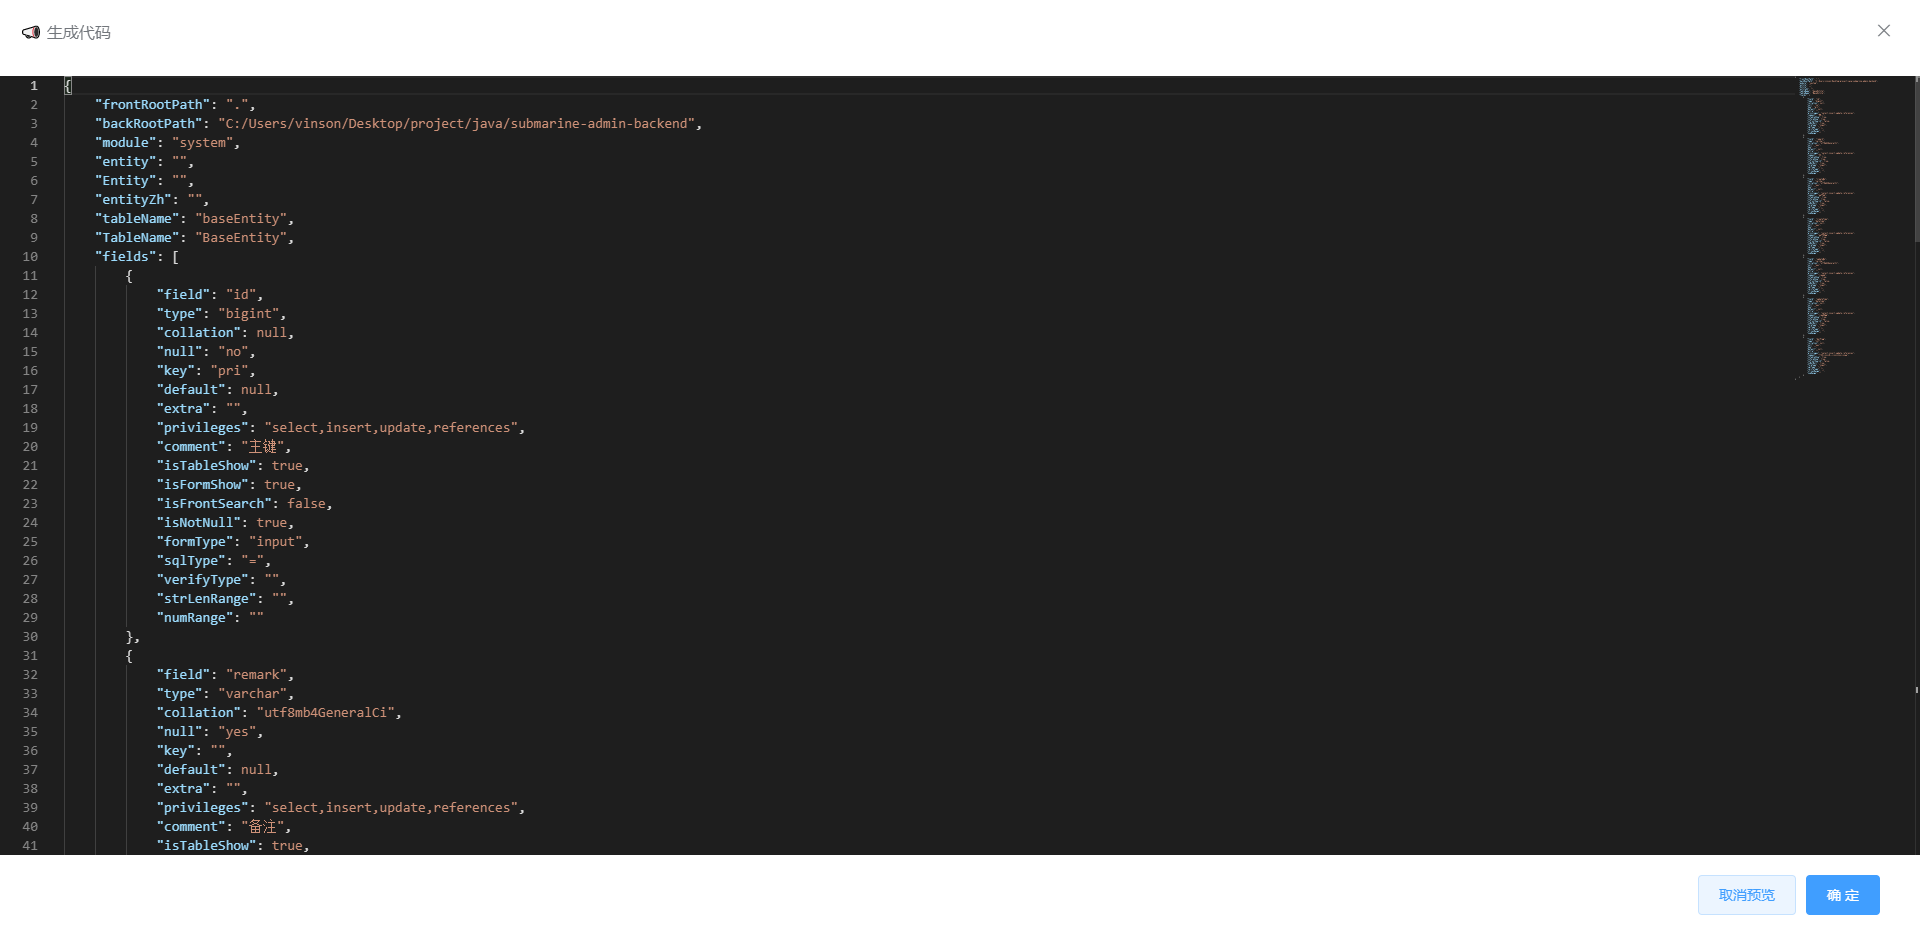 生成代码
1 {
2 "frontRootPath": ".",
3 "backRootPath": "C:/Users/vinson/Desktop/project/java/submarine-admin-backend",
4 "module": "system",
5 "entity": "",
6 "Entity": "",
7 "entityZh": "",
8 "tableName": "baseEntity",
9 "TableName": "BaseEntity",
10 "fields": [
11 {
12 "field": "id",
13 "type": "bigint",
14 "collation": null,
15 "null": "no",
16 "key": "pri",
17 "default": null,
18 "extra": "",
19 "privileges": "select,insert,update,references",
20 "comment": "主键",
21 "isTableShow": true,
22 "isFormShow": true,
23 "isFrontSearch": false,
24 "isNotNull": true,
25 "formType": "input",
26 "sqlType": "=",
27 "verifyType": "",
28 "strLenRange": "",
29 "numRange": ""
30 },
31 {
32 "field": "remark",
33 "type": "varchar",
34 "collation": "utf8mb4GeneralCi",
35 "null": "yes",
36 "key": "",
37 "default": null,
38 "extra": "",
39 "privileges": "select,insert,update,references",
40 "comment": "备注",
41 "isTableShow": true,
取消预览 确定